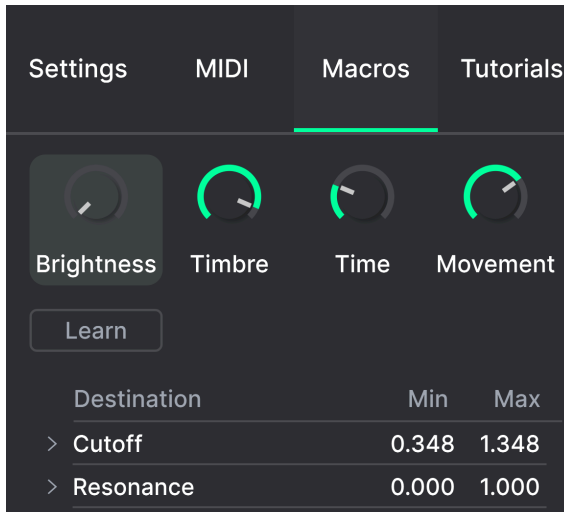 Settings MIDI Macros Tutorials
Brightness Timbre Time Movement
Learn
Destination Min Max
Cutoff 0.348 1.348
Resonance 0.000 1.000